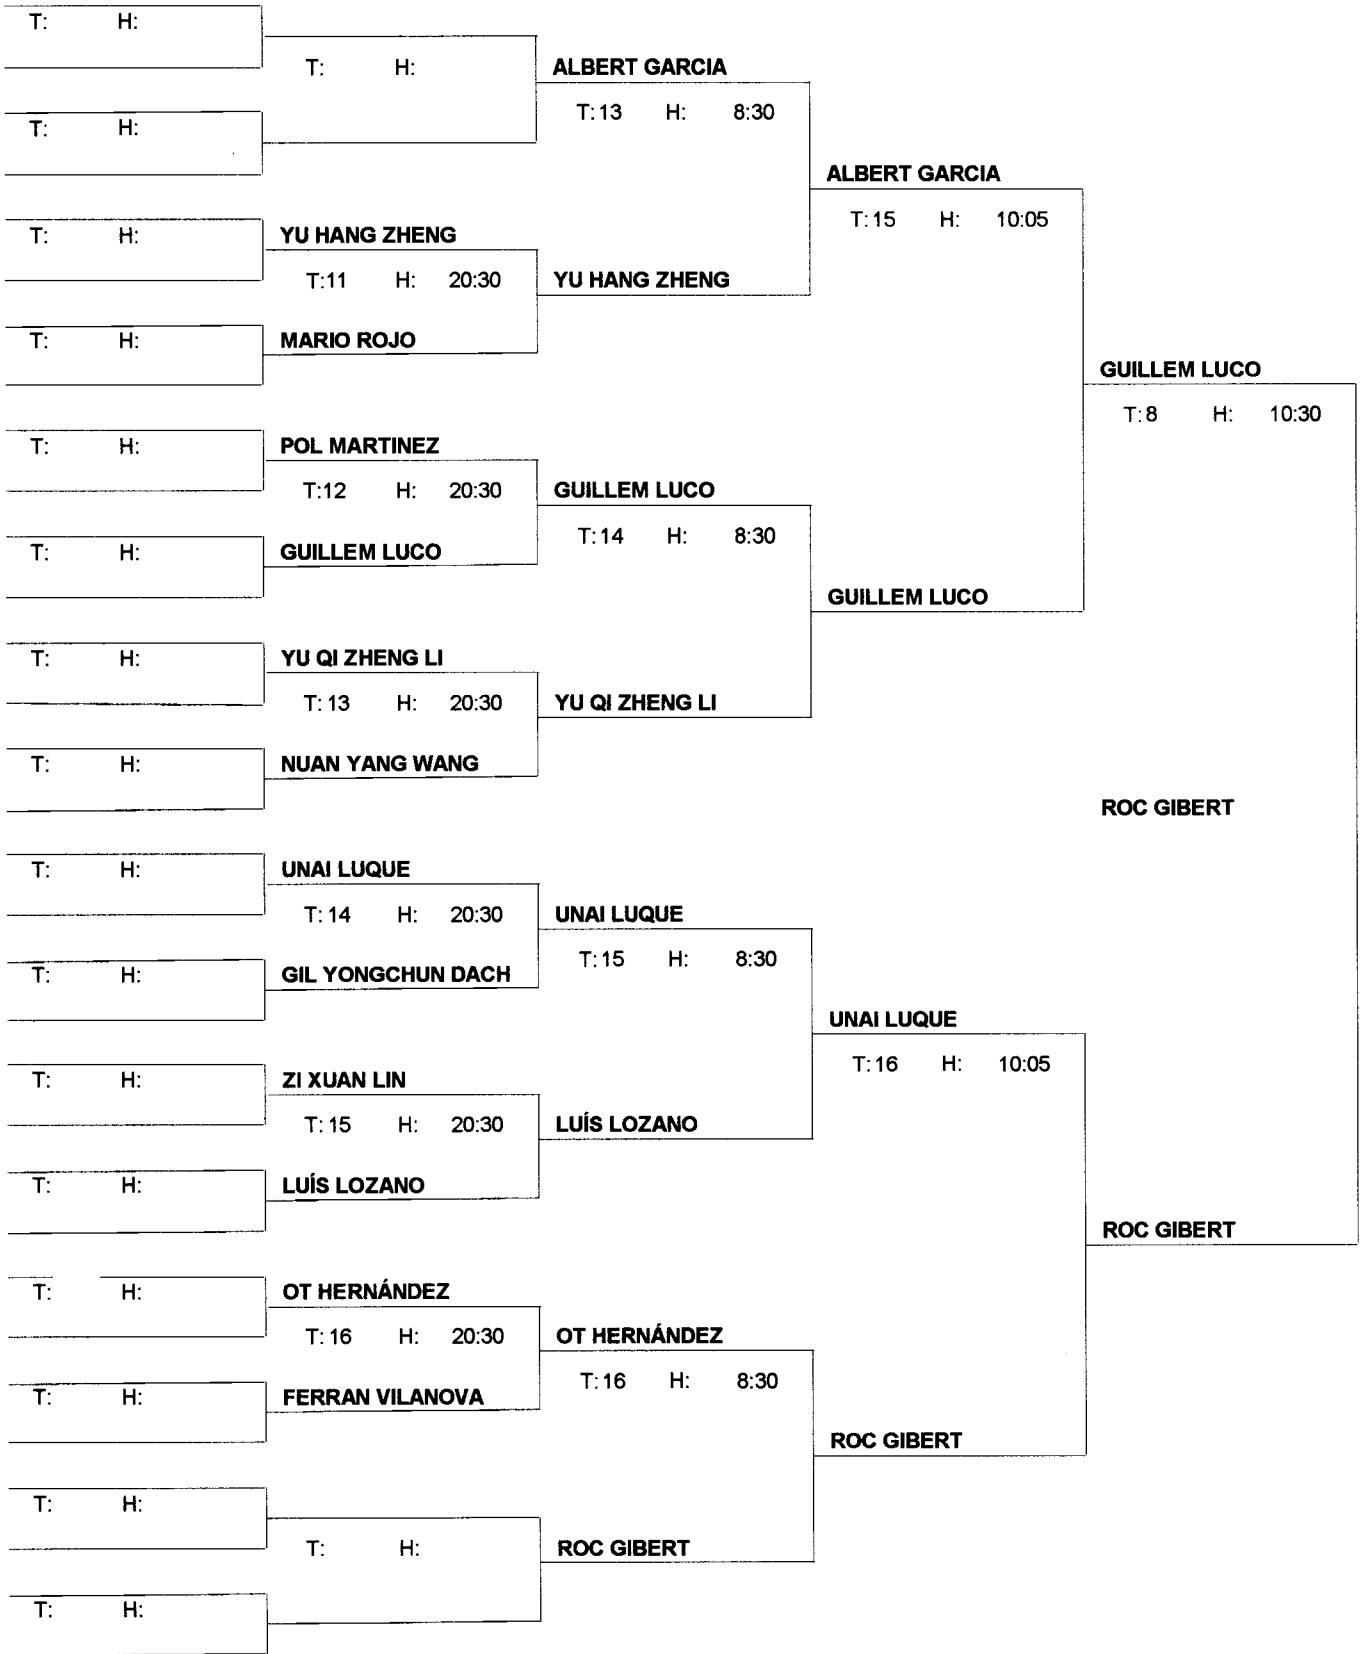 T: H:
T: H: ALBERT GARCIA
T: 13 H: 8:30
T: H:
ALBERT GARCIA
T: 15 H: 10:05
T: H: YU HANG ZHENG
T:11 H: 20:30 YU HANG ZHENG
T: H: MARIO ROJO
GUILLEM LUCO
T: 8 H: 10:30
T: H: POL MARTINEZ
T:12 H: 20:30 GUILLEM LUCO
T: 14 H: 8:30
T: H: GUILLEM LUCO
GUILLEM LUCO
T: H: YU QI ZHENG LI
T: 13 H: 20:30 YU QI ZHENG LI
T: H: NUAN YANG WANG
ROC GIBERT
T: H: UNAI LUQUE
T: 14 H: 20:30 UNAI LUQUE
T: 15 H: 8:30
T: H: GIL YONGCHUN DACH
UNAI LUQUE
T: 16 H: 10:05
T: H: ZI XUAN LIN
T: 15 H: 20:30 LUÍS LOZANO
T: H: LUÍS LOZANO
ROC GIBERT
T: H: OT HERNÁNDEZ
T: 16 H: 20:30 OT HERNÁNDEZ
T: 16 H: 8:30
T: H: FERRAN VILANOVA
ROC GIBERT
T: H:
T: H: ROC GIBERT
T: H: